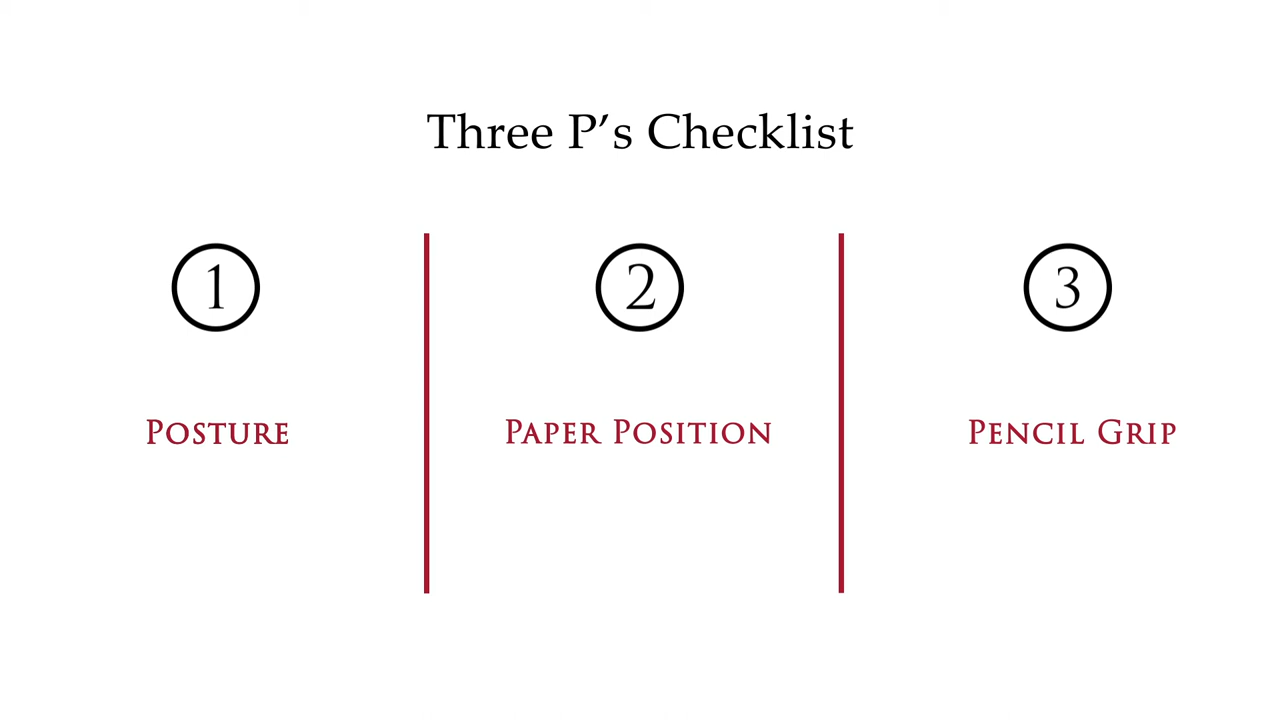 Three P’s Checklist
1
Posture
2
Paper Position
3
Pencil Grip